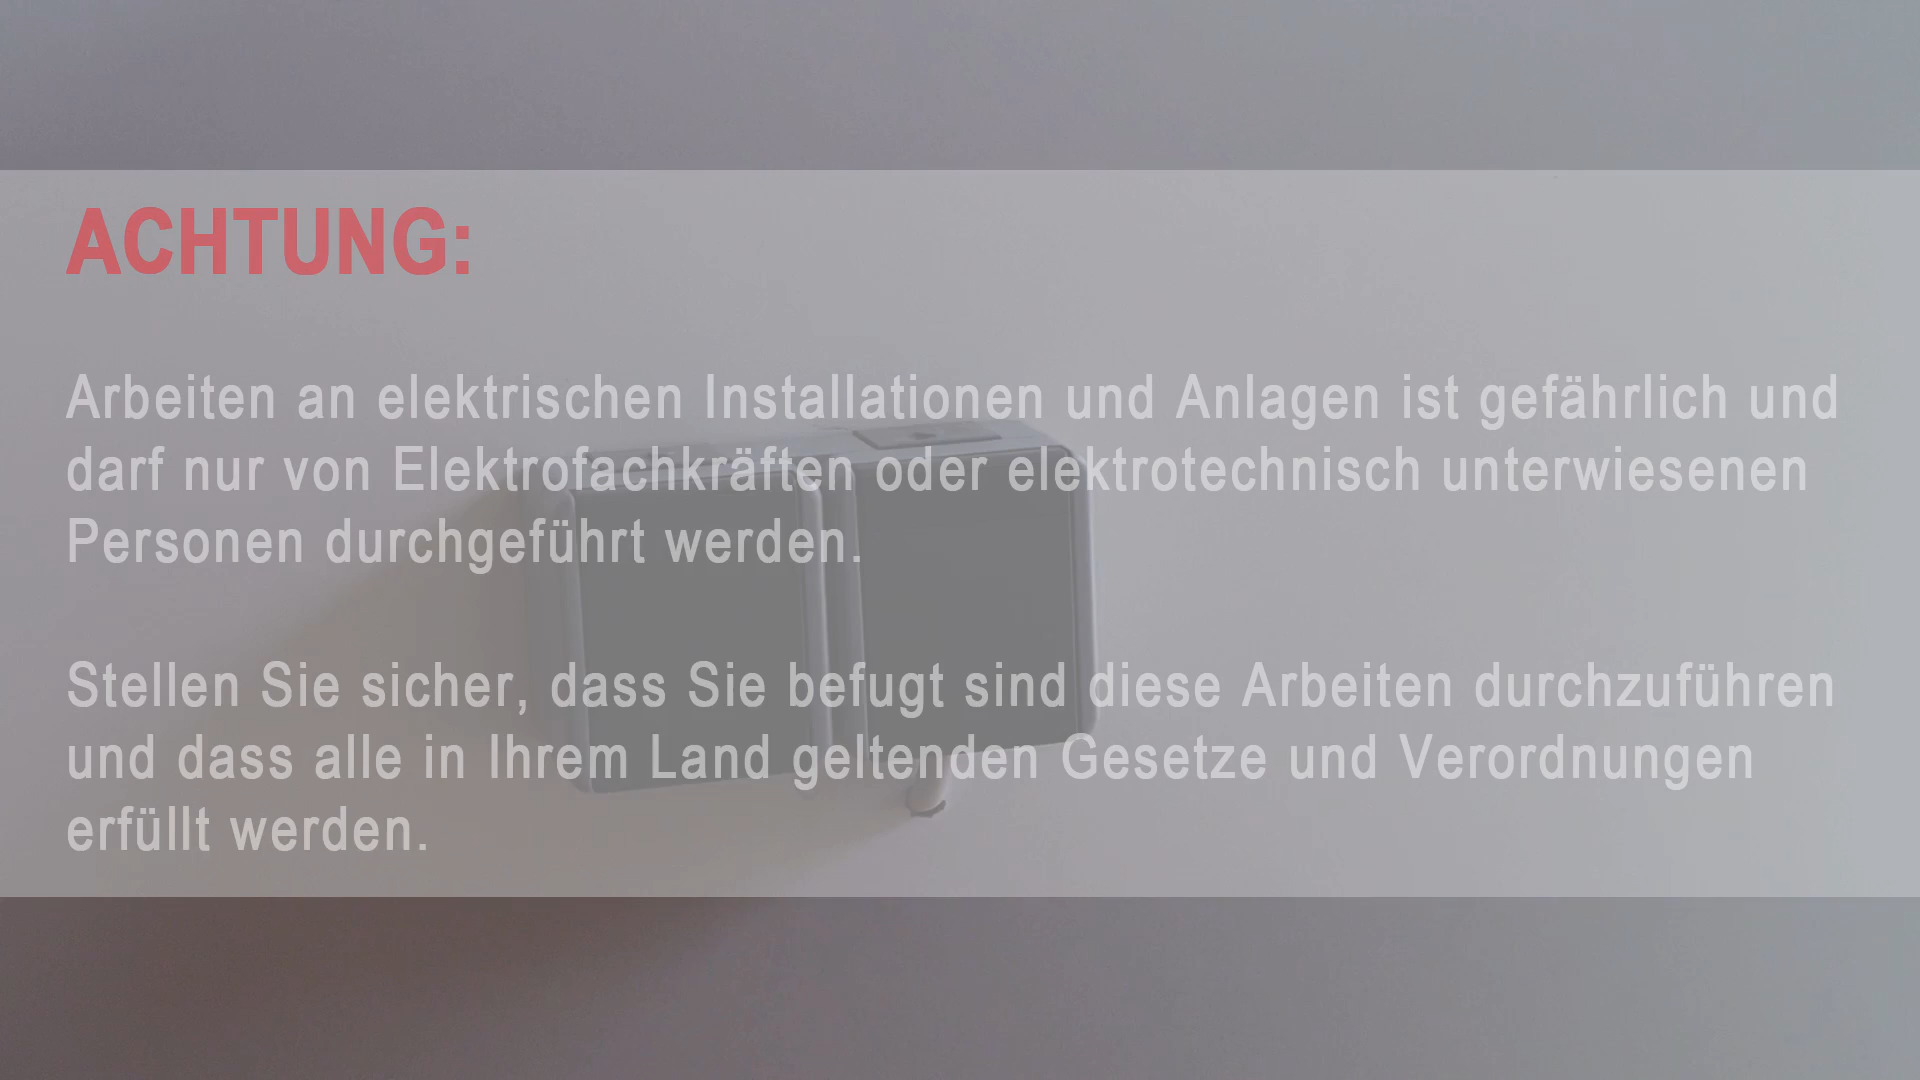 ACHTUNG:
Arbeiten an elektrischen Installationen und Anlagen ist gefährlich und
darf nur von Elektrofachkräften oder elektrotechnisch unterwiesenen
Personen durchgeführt werden.
Stellen Sie sicher, dass Sie befugt sind diese Arbeiten durchzuführen
und dass alle in Ihrem Land geltenden Gesetze und Verordnungen
erfüllt werden.